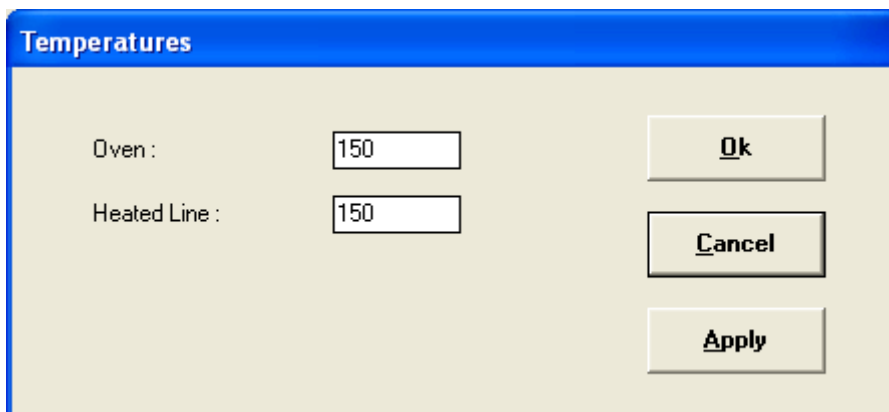 Temperatures
Oven : 150 Ok
Heated Line : 150
Cancel
Apply